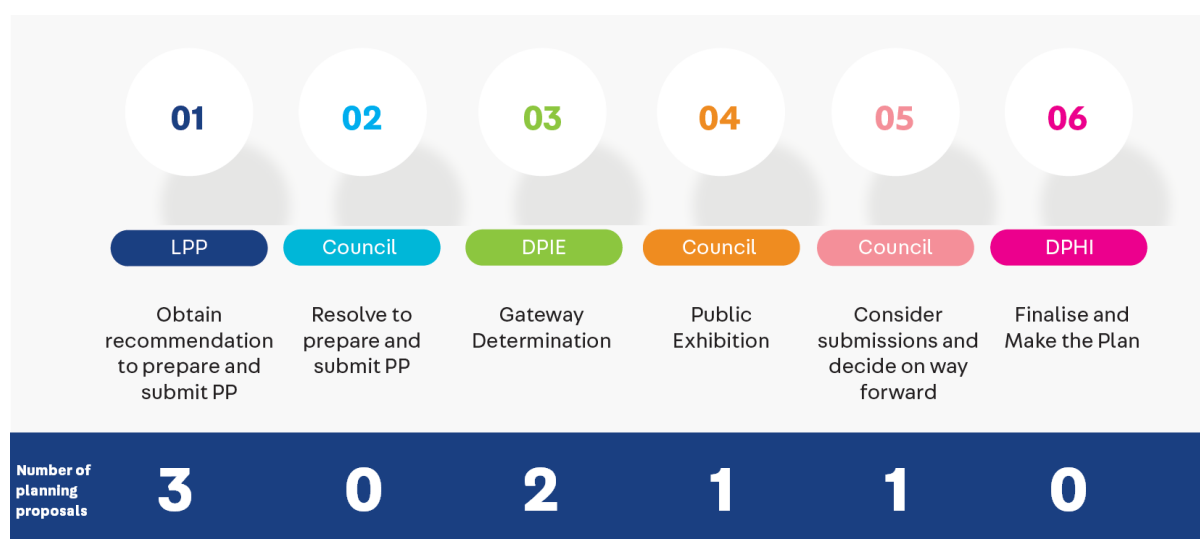 01
02
03
04
05
06
LPP
Council
DPIE
Council
Council
DPHI
Obtain
recommendation
to prepare and
submit PP
Resolve to
prepare and
submit PP
Gateway
Determination
Public
Exhibition
Consider
submissions and
decide on way
forward
Finalise and
Make the Plan
Number of
planning
proposals
3
0
2
1
1
0